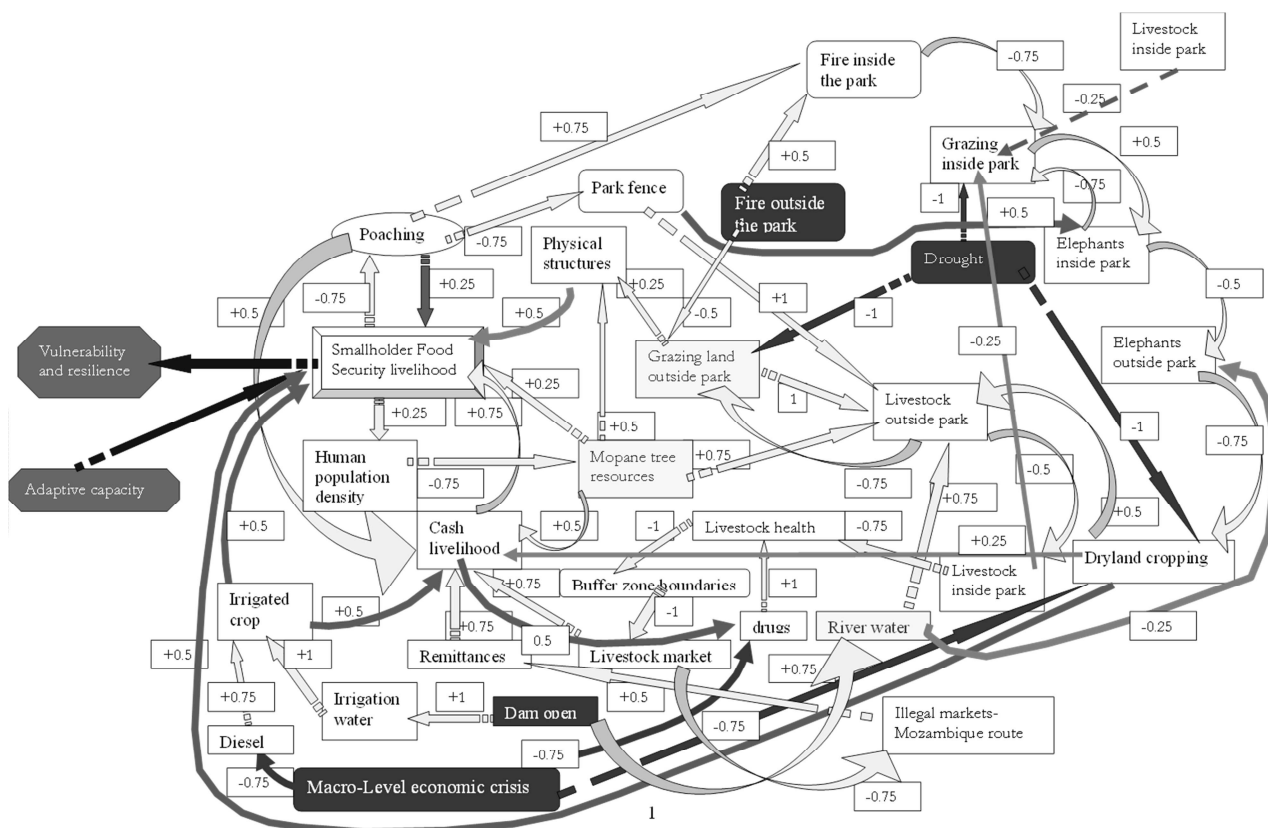 Livestock
inside park
Fire inside
the park
-0.75
-0.25
+0.75
+0.5
+0.5
Grazing
inside park
-0.75
Park fence
Fire outside
the park
-1
+0.5
Poaching
-0.75
Physical
structures
Drought
Elephants
inside park
+0.25
-0.75
+0.25
+1
-0.5
+0.5
+0.5
-0.5
-1
Vulnerability
and resilience
Smallholder Food
Security livelihood
Grazing land
outside park
-0.25
Elephants
outside park
+0.25
1
+0.25
+0.75
Livestock
outside park
-1
+0.5
-0.75
Human
population
density
Mopane tree
resources
+0.75
-0.5
Adaptive capacity
-0.75
-0.75
+0.75
+0.5
+0.5
Cash
livelihood
+0.5
-1
Livestock health
-0.75
+0.25
Dryland cropping
+0.75
Buffer zone boundaries
+1
Livestock
inside park
Irrigated
crop
+0.5
-1
drugs
River water
-0.25
+0.5
+1
+0.75
0.5
Remittances
Livestock market
+0.75
+0.75
Irrigation
water
+1
Dam open
+0.5
-0.75
Illegal markets-
Mozambique route
Diesel
-0.75
-0.75
Macro-Level economic crisis
-0.75
1